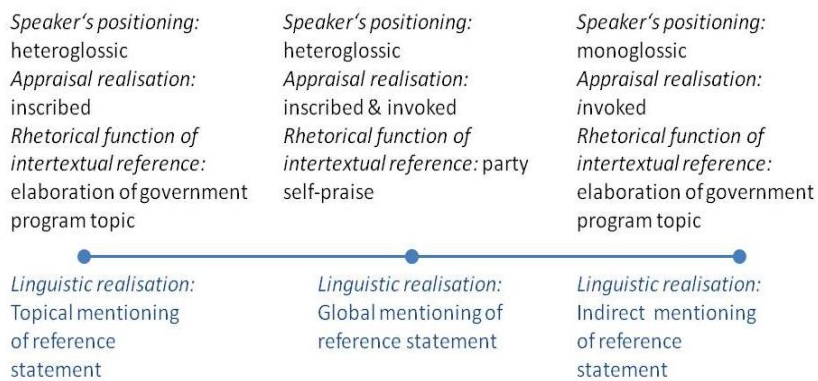 Speaker‘s positioning:
heteroglossic
Appraisal realisation:
inscribed
Rhetorical function of
intertextual reference:
elaboration of government
program topic
Speaker‘s positioning:
heteroglossic
Appraisal realisation:
inscribed & invoked
Rhetorical function of
intertextual reference: party
self-praise
Speaker‘s positioning:
monoglossic
Appraisal realisation:
invoked
Rhetorical function of
intertextual reference:
elaboration of government
program topic
Linguistic realisation:
Topical mentioning
of reference
statement
Linguistic realisation:
Global mentioning of
reference statement
Linguistic realisation:
Indirect mentioning
of reference
statement